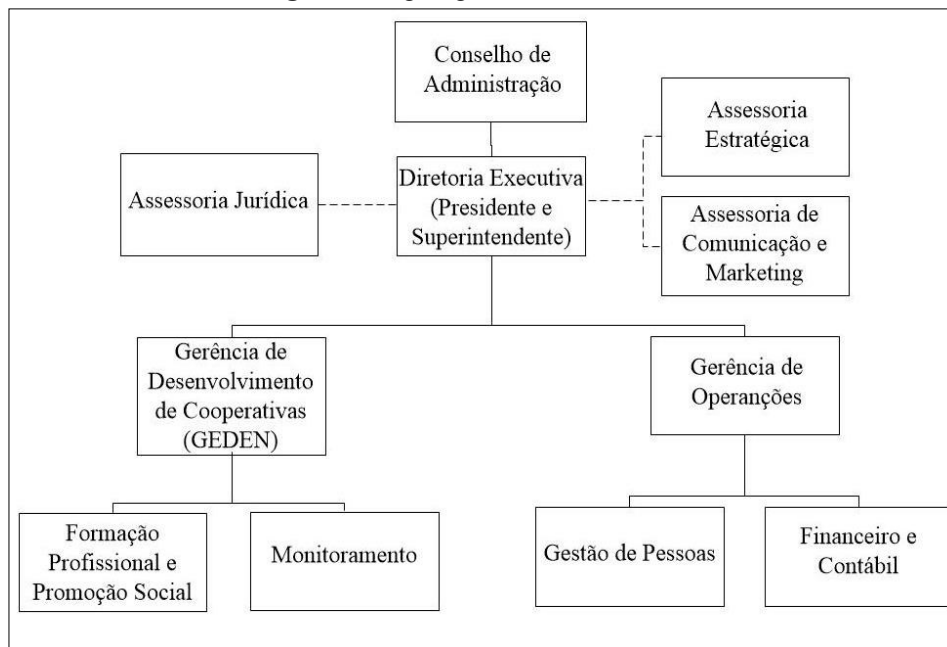 Conselho de
Administração
Assessoria
Estratégica
Assessoria Jurídica
Diretoria Executiva
(Presidente e
Superintendente)
Assessoria de
Comunicação e
Marketing
Gerência de
Desenvolvimento
de Cooperativas
(GEDEN)
Gerência de
Operanções
Formação
Profissional e
Promoção Social
Monitoramento
Gestão de Pessoas
Financeiro e
Contábil